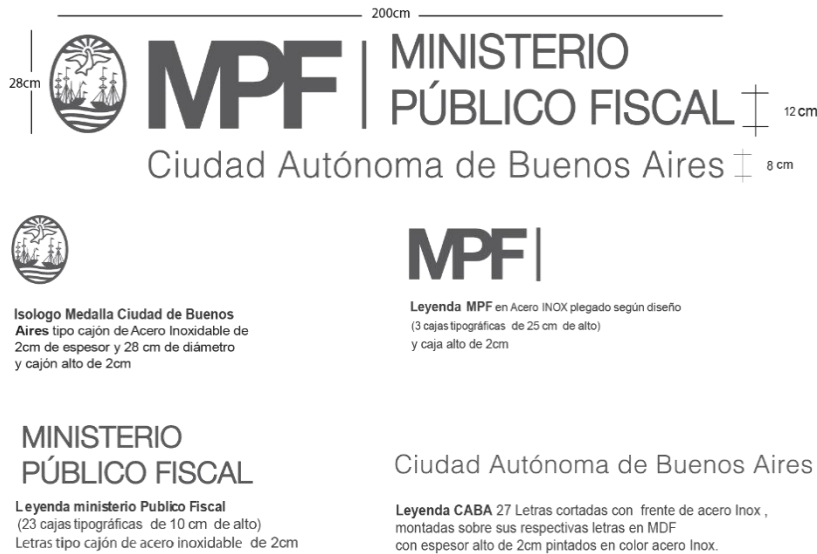 200cm
28cm
MPF
MINISTERIO
PÚBLICO FISCAL
12 cm
Ciudad Autónoma de Buenos Aires
8 cm
Isologo Medalla Ciudad de Buenos
Aires tipo cajón de Acero Inoxidable de
2cm de espesor y 28 cm de diámetro
y cajón alto de 2cm
MPF
Leyenda MPF en Acero INOX plegado según diseño
(3 cajas tipográficas de 25 cm de alto)
y caja alto de 2cm
MINISTERIO
PÚBLICO FISCAL
Leyenda ministerio Publico Fiscal
(23 cajas tipográficas de 10 cm de alto)
Letras tipo cajón de acero inoxidable de 2cm
Ciudad Autónoma de Buenos Aires
Leyenda CABA 27 Letras cortadas con frente de acero Inox ,
montadas sobre sus respectivas letras en MDF
con espesor alto de 2cm pintados en color acero Inox.